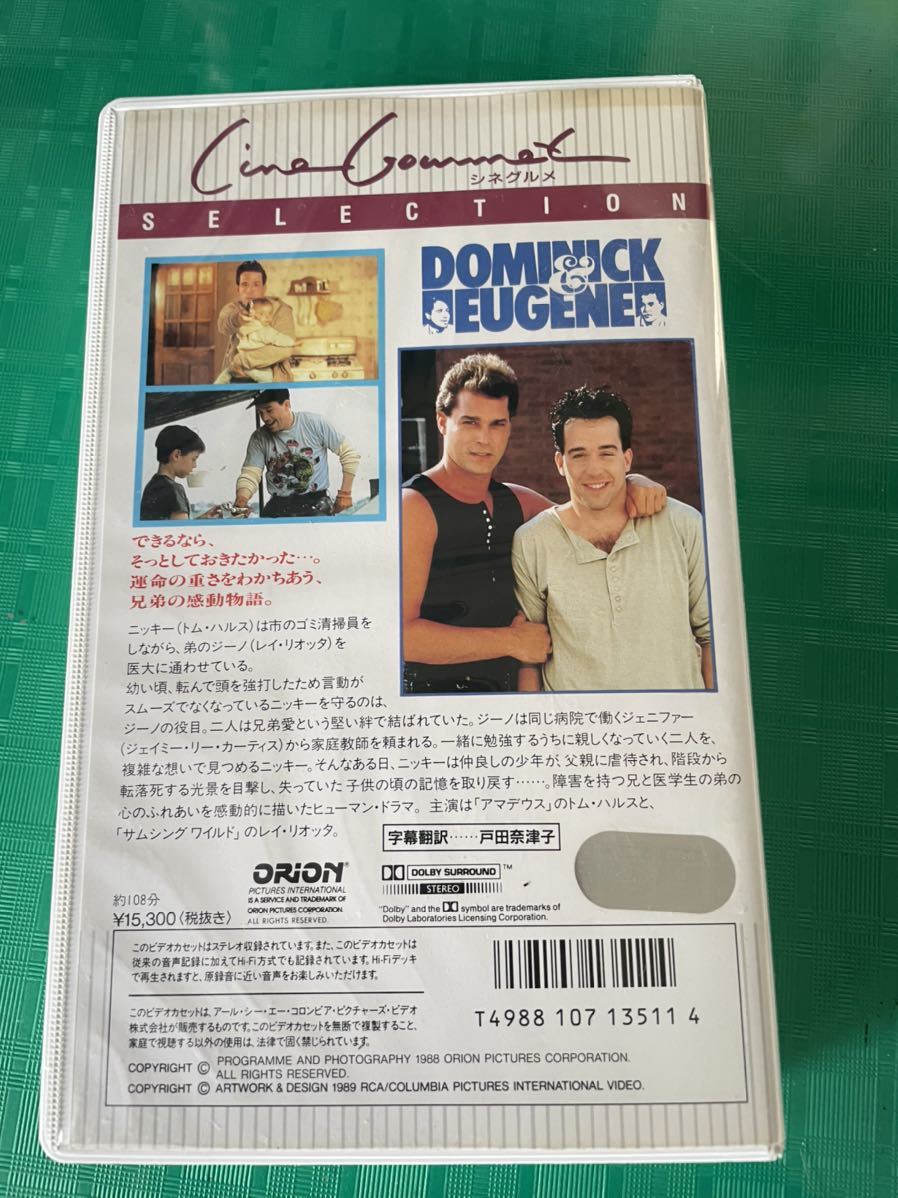 Cine Gourmet
シネグルメ
SELECTION
DOMINICK
&
EUGENE
できるなら、
そっとしておきたかった…。
運命の重さをわかちあう、
兄弟の感動物語。
ニッキー(トム・ハルス)は市のゴミ清掃員を
しながら、弟のジーノ(レイ・リオッタ)を
医大に通わせている。
幼い頃、転んで頭を強打したため言動が
スムーズでなくなっているニッキーを守るのは、
ジーノの役目。二人は兄弟愛という堅い絆で結ばれていた。ジーノは同じ病院で働くジェニファー
(ジェイミー・リー・カーティス)から家庭教師を頼まれる。一緒に勉強するうちに親しくなっていく二人を、
複雑な想いで見つめるニッキー。そんなある日、ニッキーは仲良しの少年が、父親に虐待され、階段から
転落死する光景を目撃し、失っていた子供の頃の記憶を取り戻す……。障害を持つ兄と医学生の弟の
心のふれあいを感動的に描いたヒューマン・ドラマ。主演は「アマデウス」のトム・ハルスと、
「サムシングワイルド」のレイ・リオッタ。
字幕翻訳……戸田奈津子
ORION®
PICTURES INTERNATIONAL
IS A SERVICE AND TRADEMARK OF
ORION PICTURES CORPORATION.
ALL RIGHTS RESERVED.
DOLBY SURROUND™
STEREO
"Dolby" and the symbol are trademarks of
Dolby Laboratories Licensing Corporation.
約108分
¥15,300〈税抜き〉
このビデオカセットはステレオ収録されています。また、このビデオカセットは
従来の音声記録に加えてHi-Fi方式でも記録されています。Hi-Fiデッキ
で再生されますと、原録音に近い音声をお楽しみいただけます。
このビデオカセットは、アール・シー・エー・コロンビア・ピクチャーズ・ビデオ
株式会社が販売するものです。このビデオカセットを無断で複製すること、
家庭で視聴する以外の使用は、法律で固く禁じられています。
T4988 107 13511 4
COPYRIGHT © PROGRAMME AND PHOTOGRAPHY 1988 ORION PICTURES CORPORATION.
ALL RIGHTS RESERVED.
COPYRIGHT © ARTWORK & DESIGN 1989 RCA/COLUMBIA PICTURES INTERNATIONAL VIDEO.